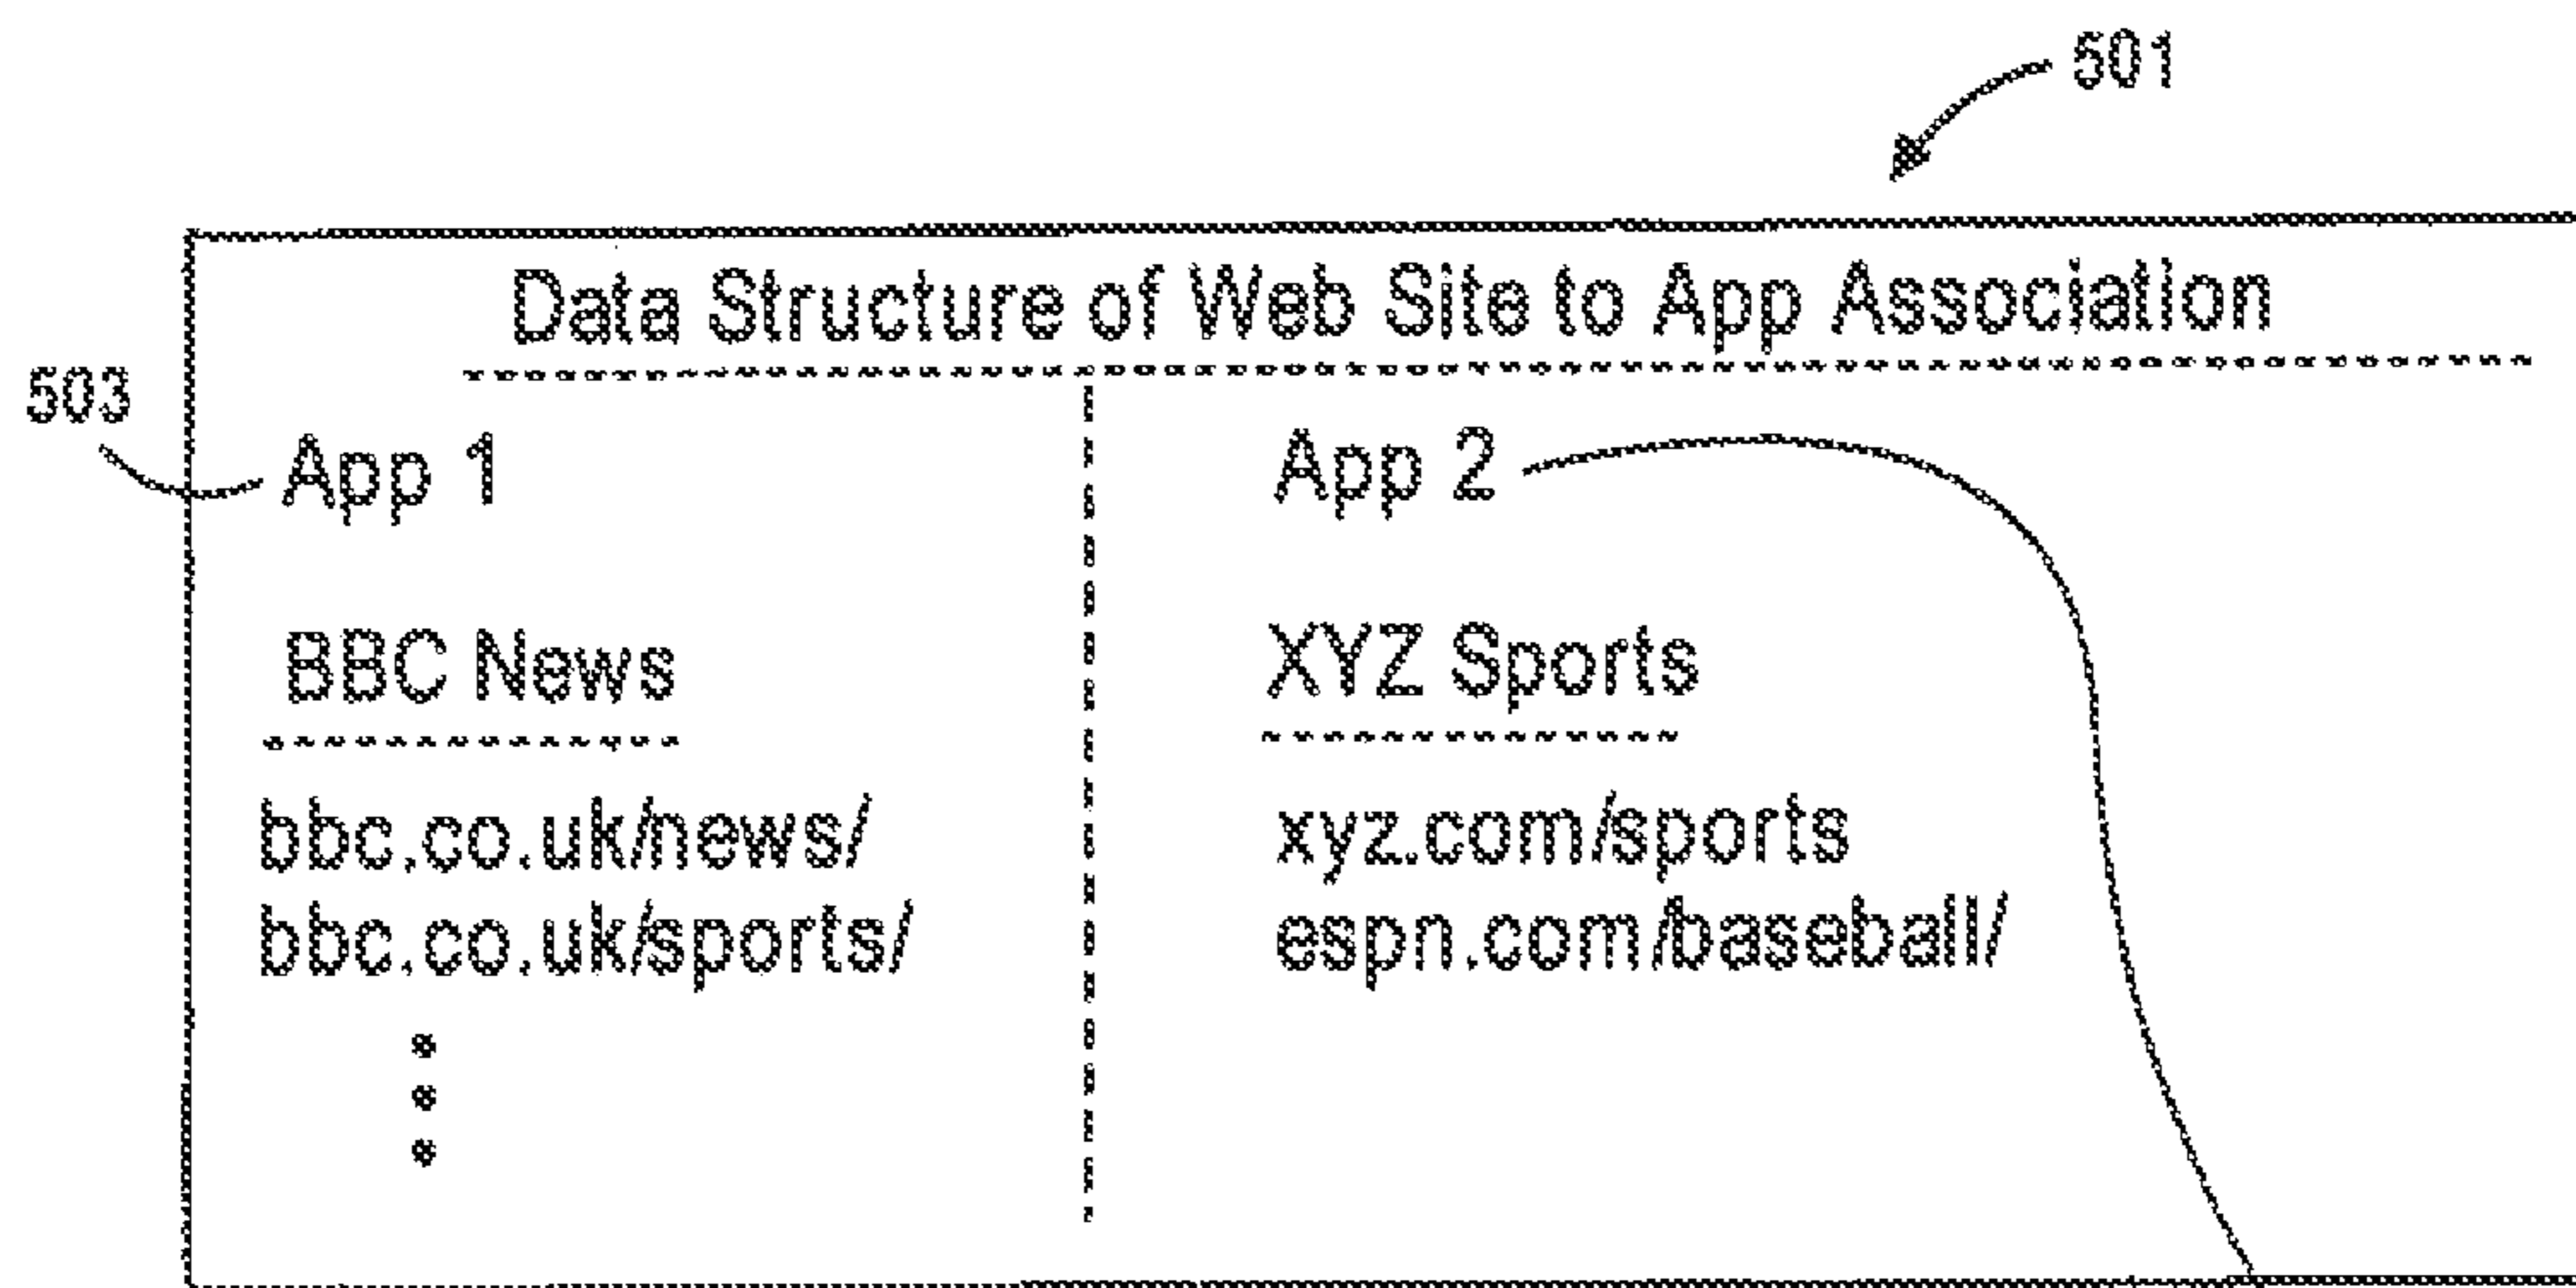 501
Data Structure of Web Site to App Association
503
App 1
App 2
BBC News
XYZ Sports
bbc.co.uk/news/
xyz.com/sports
bbc.co.uk/sports/
espn.com/baseball/